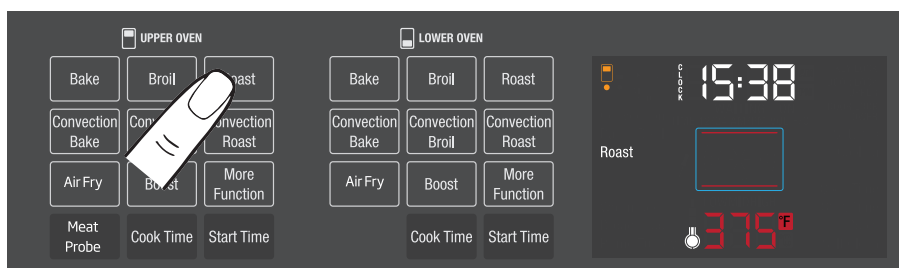 UPPER OVEN
Bake
Broil
Roast
Convection
Bake
Convection
Roast
Air Fry
Boost
More
Function
Meat
Probe
Cook Time
Start Time
LOWER OVEN
Bake
Broil
Roast
Convection
Bake
Convection
Broil
Convection
Roast
Air Fry
Boost
More
Function
Cook Time
Start Time
CLOCK
15:38
Roast
375°F